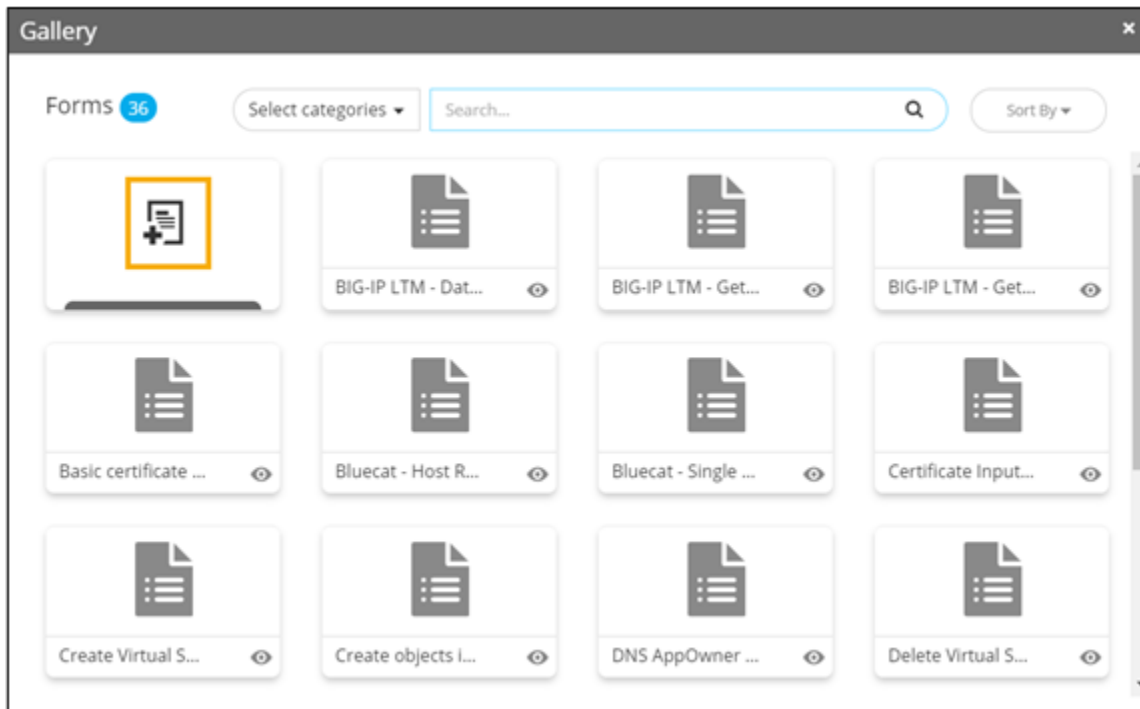 Gallery
Forms 36
Select categories
Search...
Sort By
BIG-IP LTM - Dat...
BIG-IP LTM - Get...
BIG-IP LTM - Get...
Basic certificate ...
Bluecat - Host R...
Bluecat - Single ...
Certificate Input...
Create Virtual S...
Create objects i...
DNS AppOwner ...
Delete Virtual S...